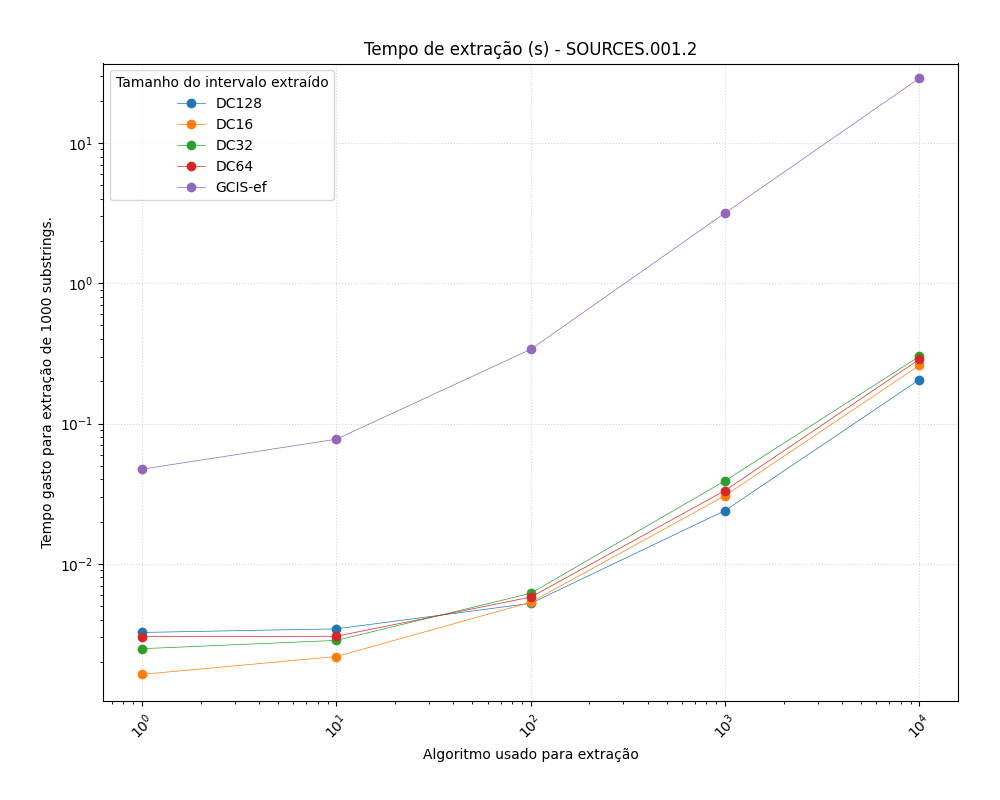 Tempo de extração (s) - SOURCES.001.2
Tamanho do intervalo extraído
DC128
DC16
DC32
DC64
GCIS-ef
Tempo gasto para extração de 1000 substrings.
10¹
10⁰
10⁻¹
10⁻²
10⁰ 10¹ 10² 10³ 10⁴
Algoritmo usado para extração